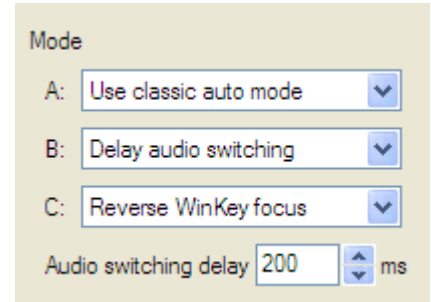 Mode
A: Use classic auto mode
B: Delay audio switching
C: Reverse WinKey focus
Audio switching delay 200 ms